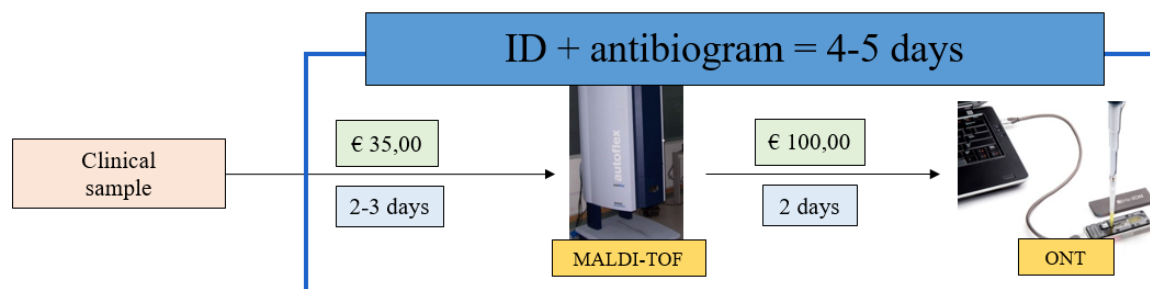 ID + antibiogram = 4-5 days
Clinical
sample
€ 35,00
2-3 days
autoflex
MALDI-TOF
€ 100,00
2 days
ONT